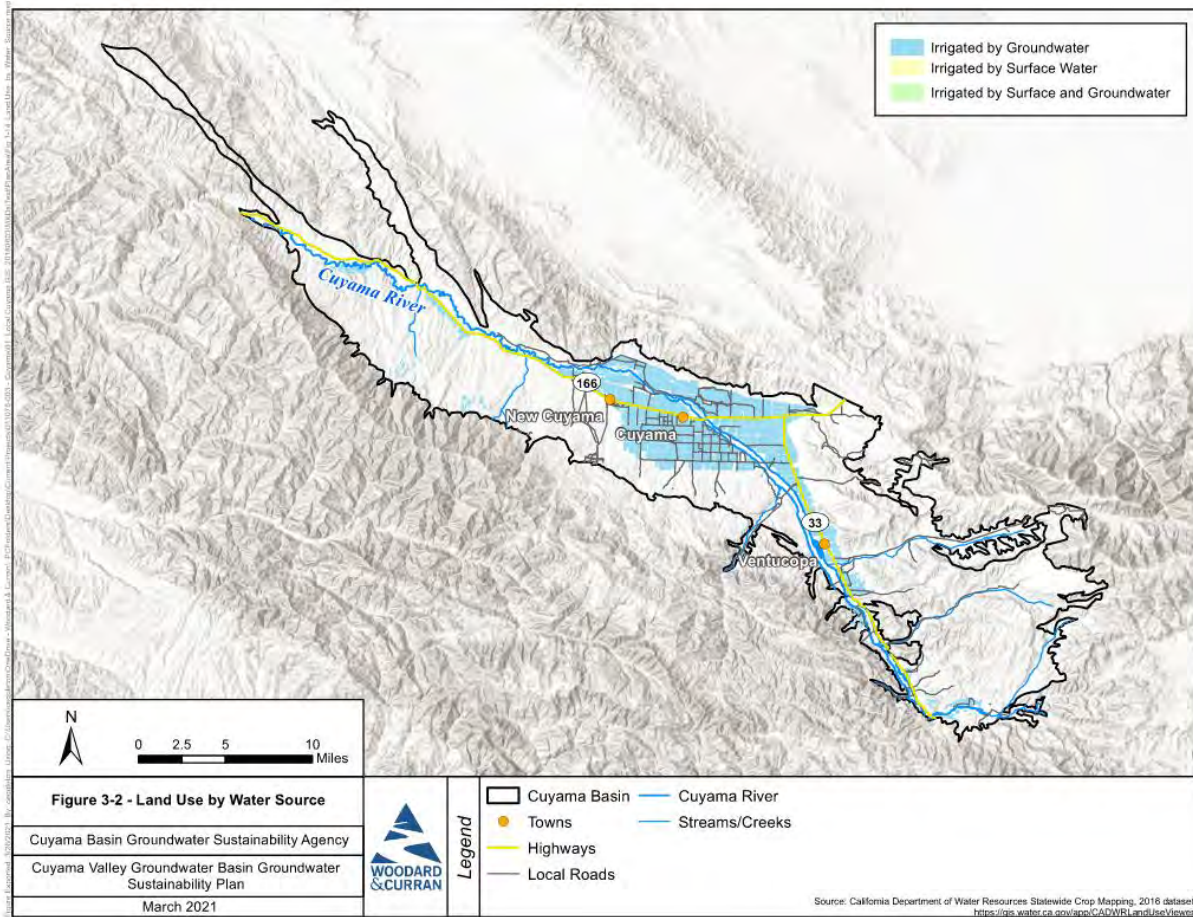 Irrigated by Groundwater
Irrigated by Surface Water
Irrigated by Surface and Groundwater
Cuyama River
166
New Cuyama
Cuyama
33
Ventucopa
N
0 2.5 5 10
Miles
Figure 3-2 - Land Use by Water Source
Cuyama Basin Groundwater Sustainability Agency
Cuyama Valley Groundwater Basin Groundwater
Sustainability Plan
March 2021
WOODARD
&CURRAN
Legend
Cuyama Basin
Cuyama River
Towns
Streams/Creeks
Highways
Local Roads
Source: California Department of Water Resources Statewide Crop Mapping, 2016 dataset
https://gis.water.ca.gov/app/CADWRLandUseViewer